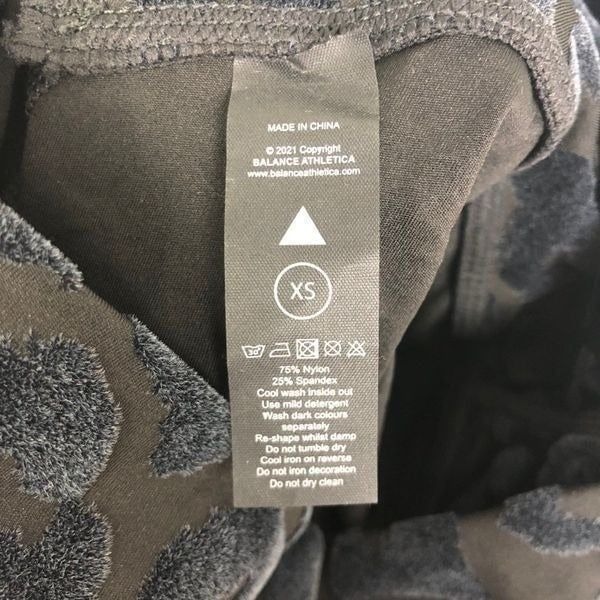 MADE IN CHINA
© 2021 Copyright
BALANCE ATHLETICA
www.balanceathletica.com
XS
30°
75% Nylon
25% Spandex
Cool wash inside out
Use mild detergent
Wash dark colours
separately
Re-shape whilst damp
Do not tumble dry
Cool iron on reverse
Do not iron decoration
Do not dry clean